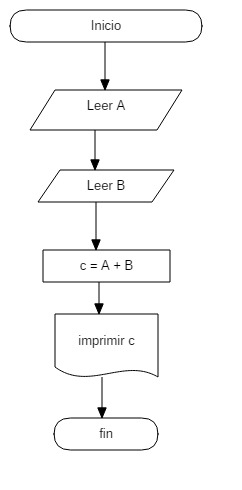 Inicio
Leer A
Leer B
c = A + B
imprimir c
fin